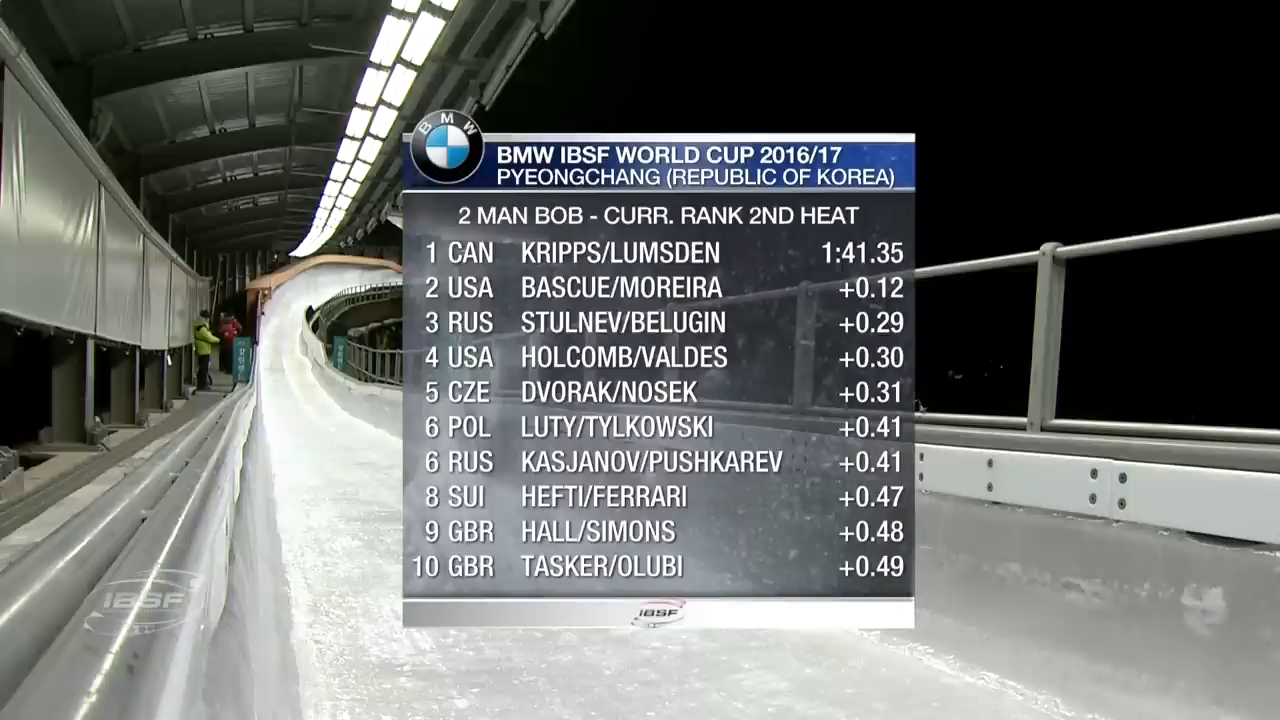 BMW
BMW IBSF WORLD CUP 2016/17
PYEONGCHANG (REPUBLIC OF KOREA)
2 MAN BOB - CURR. RANK 2ND HEAT
1 CAN KRIPPS/LUMSDEN 1:41.35
2 USA BASCUE/MOREIRA +0.12
3 RUS STULNEV/BELUGIN +0.29
4 USA HOLCOMB/VALDES +0.30
5 CZE DVORAK/NOSEK +0.31
6 POL LUTY/TYLKOWSKI +0.41
6 RUS KASJANOV/PUSHKAREV +0.41
8 SUI HEFTI/FERRARI +0.47
9 GBR HALL/SIMONS +0.48
10 GBR TASKER/OLUBI +0.49
IBSF
IBSF